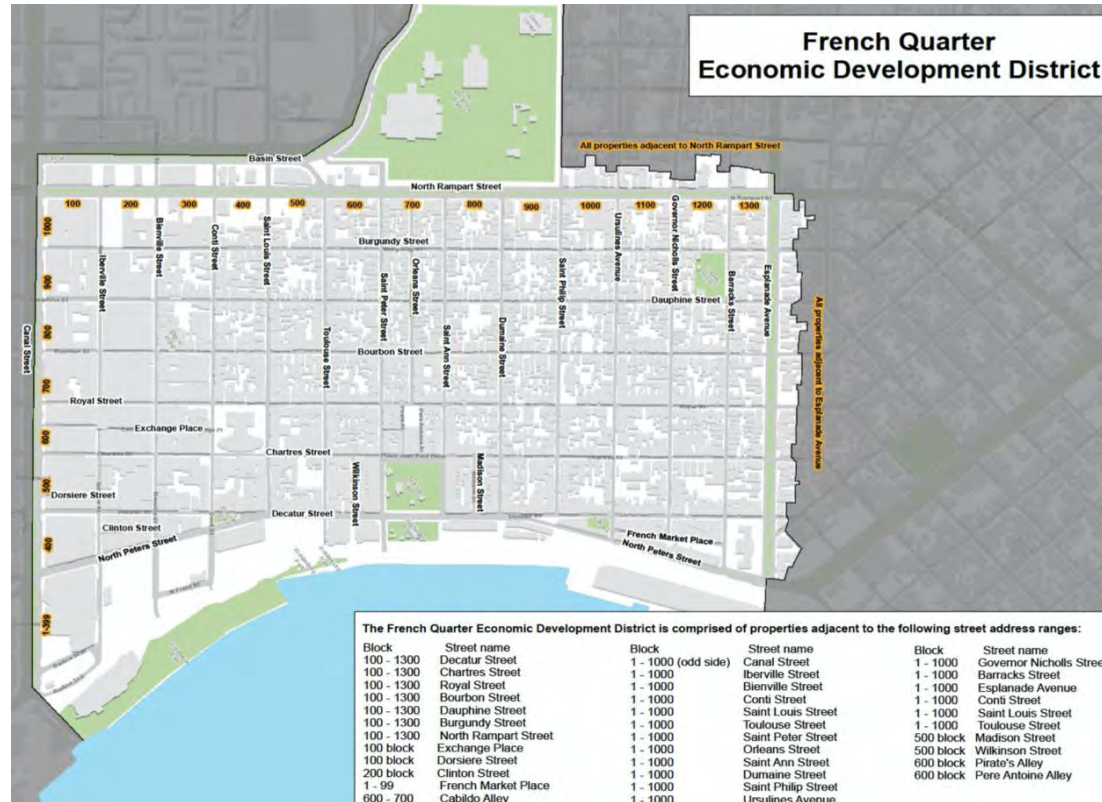 French Quarter
Economic Development District
All properties adjacent to North Rampart Street
Basin Street
North Rampart Street
N Rampart St
100 200 300 400 500 600 700 800 900 1000 1100 1200 1300
1000
900
800
700
600
500
400
1-399
Canal Street
Iberville Street
Bienville Street
Conti Street
Saint Louis Street
Toulouse Street
Saint Peter Street
Orleans Street
Saint Ann Street
Dumaine Street
Saint Philip Street
Ursulines Avenue
Governor Nicholls Street
Barracks Street
Esplanade Avenue
All properties adjacent to Esplanade Avenue
Burgundy Street
Dauphine Street
Bourbon Street
Royal Street
Exchange Place
Chartres Street
Wilkinson Street
Madison Street
Dorsiere Street
Decatur Street
Clinton Street
North Peters Street
French Market Place
North Peters Street
N Front St
The French Quarter Economic Development District is comprised of properties adjacent to the following street address ranges:
Block Street name
100 - 1300 Decatur Street
100 - 1300 Chartres Street
100 - 1300 Royal Street
100 - 1300 Bourbon Street
100 - 1300 Dauphine Street
100 - 1300 Burgundy Street
100 - 1300 North Rampart Street
100 block Exchange Place
100 block Dorsiere Street
200 block Clinton Street
1 - 99 French Market Place
600 - 700 Cabildo Alley
Block Street name
1 - 1000 (odd side) Canal Street
1 - 1000 Iberville Street
1 - 1000 Bienville Street
1 - 1000 Conti Street
1 - 1000 Saint Louis Street
1 - 1000 Toulouse Street
1 - 1000 Saint Peter Street
1 - 1000 Orleans Street
1 - 1000 Saint Ann Street
1 - 1000 Dumaine Street
1 - 1000 Saint Philip Street
1 - 1000 Ursulines Avenue
Block Street name
1 - 1000 Governor Nicholls Stree
1 - 1000 Barracks Street
1 - 1000 Esplanade Avenue
1 - 1000 Conti Street
1 - 1000 Saint Louis Street
1 - 1000 Toulouse Street
500 block Madison Street
500 block Wilkinson Street
600 block Pirate's Alley
600 block Pere Antoine Alley